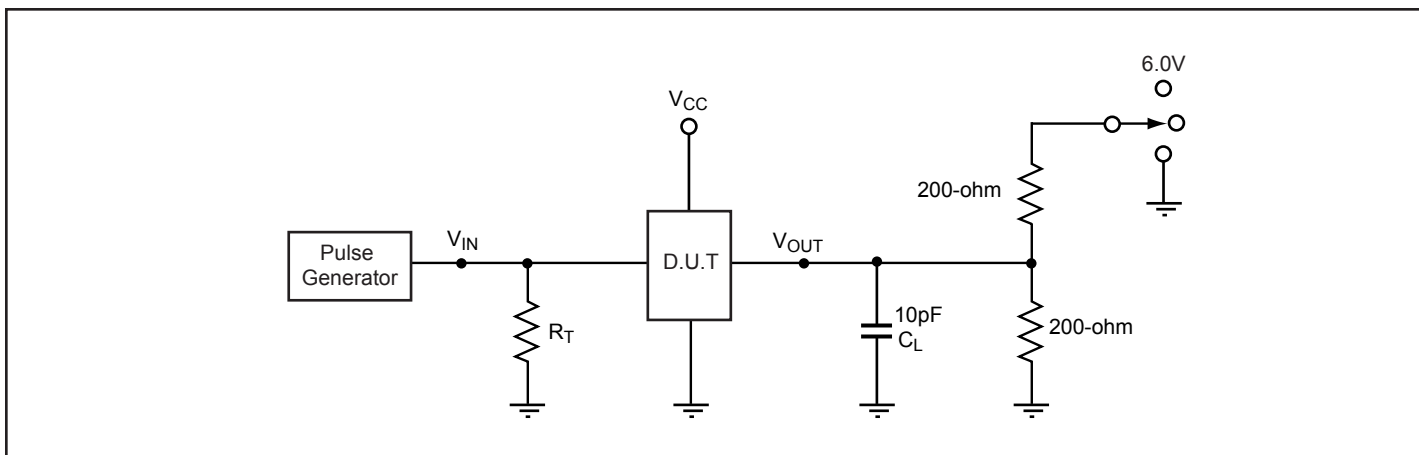 6.0V
VCC
200-ohm
Pulse
Generator
VIN
D.U.T
VOUT
RT
10pF
CL
200-ohm